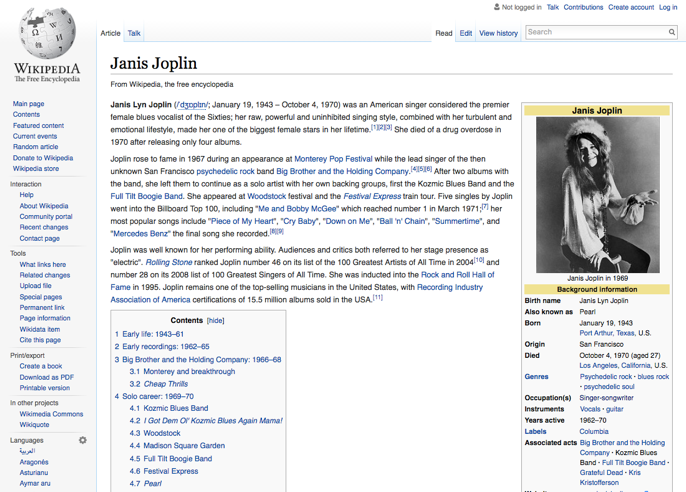 Not logged in Talk Contributions Create account Log in
Article Talk
Read Edit View history Search
WIKIPEDIA
The Free Encyclopedia
Main page
Contents
Featured content
Current events
Random article
Donate to Wikipedia
Wikipedia store
Interaction
Help
About Wikipedia
Community portal
Recent changes
Contact page
Tools
What links here
Related changes
Upload file
Special pages
Permanent link
Page information
Wikidata item
Cite this page
Print/export
Create a book
Download as PDF
Printable version
In other projects
Wikimedia Commons
Wikiquote
Languages
العربية
Aragonés
Asturianu
Aymar aru
Janis Joplin
From Wikipedia, the free encyclopedia
Janis Lyn Joplin (/ˈdʒɒplɪn/; January 19, 1943 – October 4, 1970) was an American singer considered the premier
female blues vocalist of the Sixties; her raw, powerful and uninhibited singing style, combined with her turbulent and
emotional lifestyle, made her one of the biggest female stars in her lifetime.[1][2][3] She died of a drug overdose in
1970 after releasing only four albums.
Joplin rose to fame in 1967 during an appearance at Monterey Pop Festival while the lead singer of the then
unknown San Francisco psychedelic rock band Big Brother and the Holding Company.[4][5][6] After two albums with
the band, she left them to continue as a solo artist with her own backing groups, first the Kozmic Blues Band and the
Full Tilt Boogie Band. She appeared at Woodstock festival and the Festival Express train tour. Five singles by Joplin
went into the Billboard Top 100, including "Me and Bobby McGee" which reached number 1 in March 1971;[7] her
most popular songs include "Piece of My Heart", "Cry Baby", "Down on Me", "Ball 'n' Chain", "Summertime", and
"Mercedes Benz" the final song she recorded.[8][9]
Joplin was well known for her performing ability. Audiences and critics both referred to her stage presence as
"electric". Rolling Stone ranked Joplin number 46 on its list of the 100 Greatest Artists of All Time in 2004[10] and
number 28 on its 2008 list of 100 Greatest Singers of All Time. She was inducted into the Rock and Roll Hall of
Fame in 1995. Joplin remains one of the top-selling musicians in the United States, with Recording Industry
Association of America certifications of 15.5 million albums sold in the USA.[11]
Contents [hide]
1 Early life: 1943–61
2 Early recordings: 1962–65
3 Big Brother and the Holding Company: 1966–68
3.1 Monterey and breakthrough
3.2 Cheap Thrills
4 Solo career: 1969–70
4.1 Kozmic Blues Band
4.2 I Got Dem Ol' Kozmic Blues Again Mama!
4.3 Woodstock
4.4 Madison Square Garden
4.5 Full Tilt Boogie Band
4.6 Festival Express
4.7 Pearl
Janis Joplin
Janis Joplin in 1969
Background information
Birth name Janis Lyn Joplin
Also known as Pearl
Born January 19, 1943
Port Arthur, Texas, U.S.
Origin San Francisco
Died October 4, 1970 (aged 27)
Los Angeles, California, U.S.
Genres Psychedelic rock · blues rock
· psychedelic soul
Occupation(s) Singer-songwriter
Instruments Vocals · guitar
Years active 1962–70
Labels Columbia
Associated acts Big Brother and the Holding
Company · Kozmic Blues
Band · Full Tilt Boogie Band ·
Grateful Dead · Kris
Kristofferson